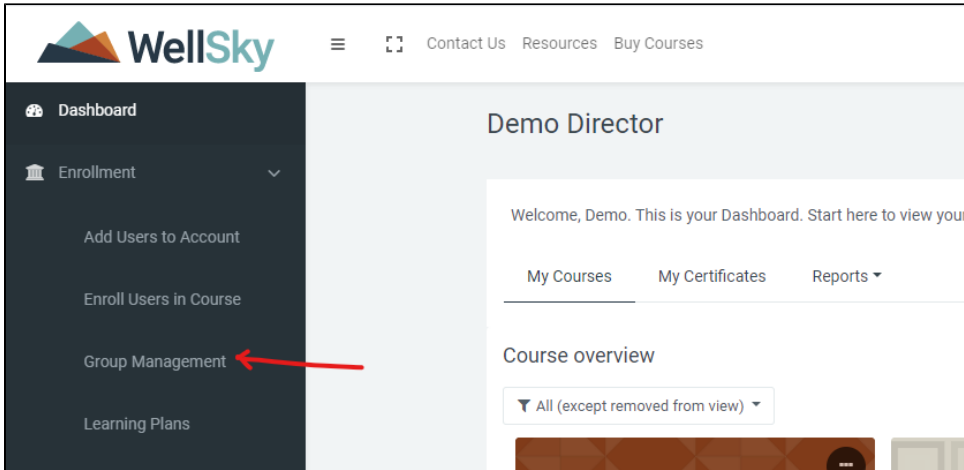 WellSky
Contact Us Resources Buy Courses
Dashboard
Enrollment
Add Users to Account
Enroll Users in Course
Group Management
Learning Plans
Demo Director
Welcome, Demo. This is your Dashboard. Start here to view your
My Courses My Certificates Reports
Course overview
All (except removed from view)